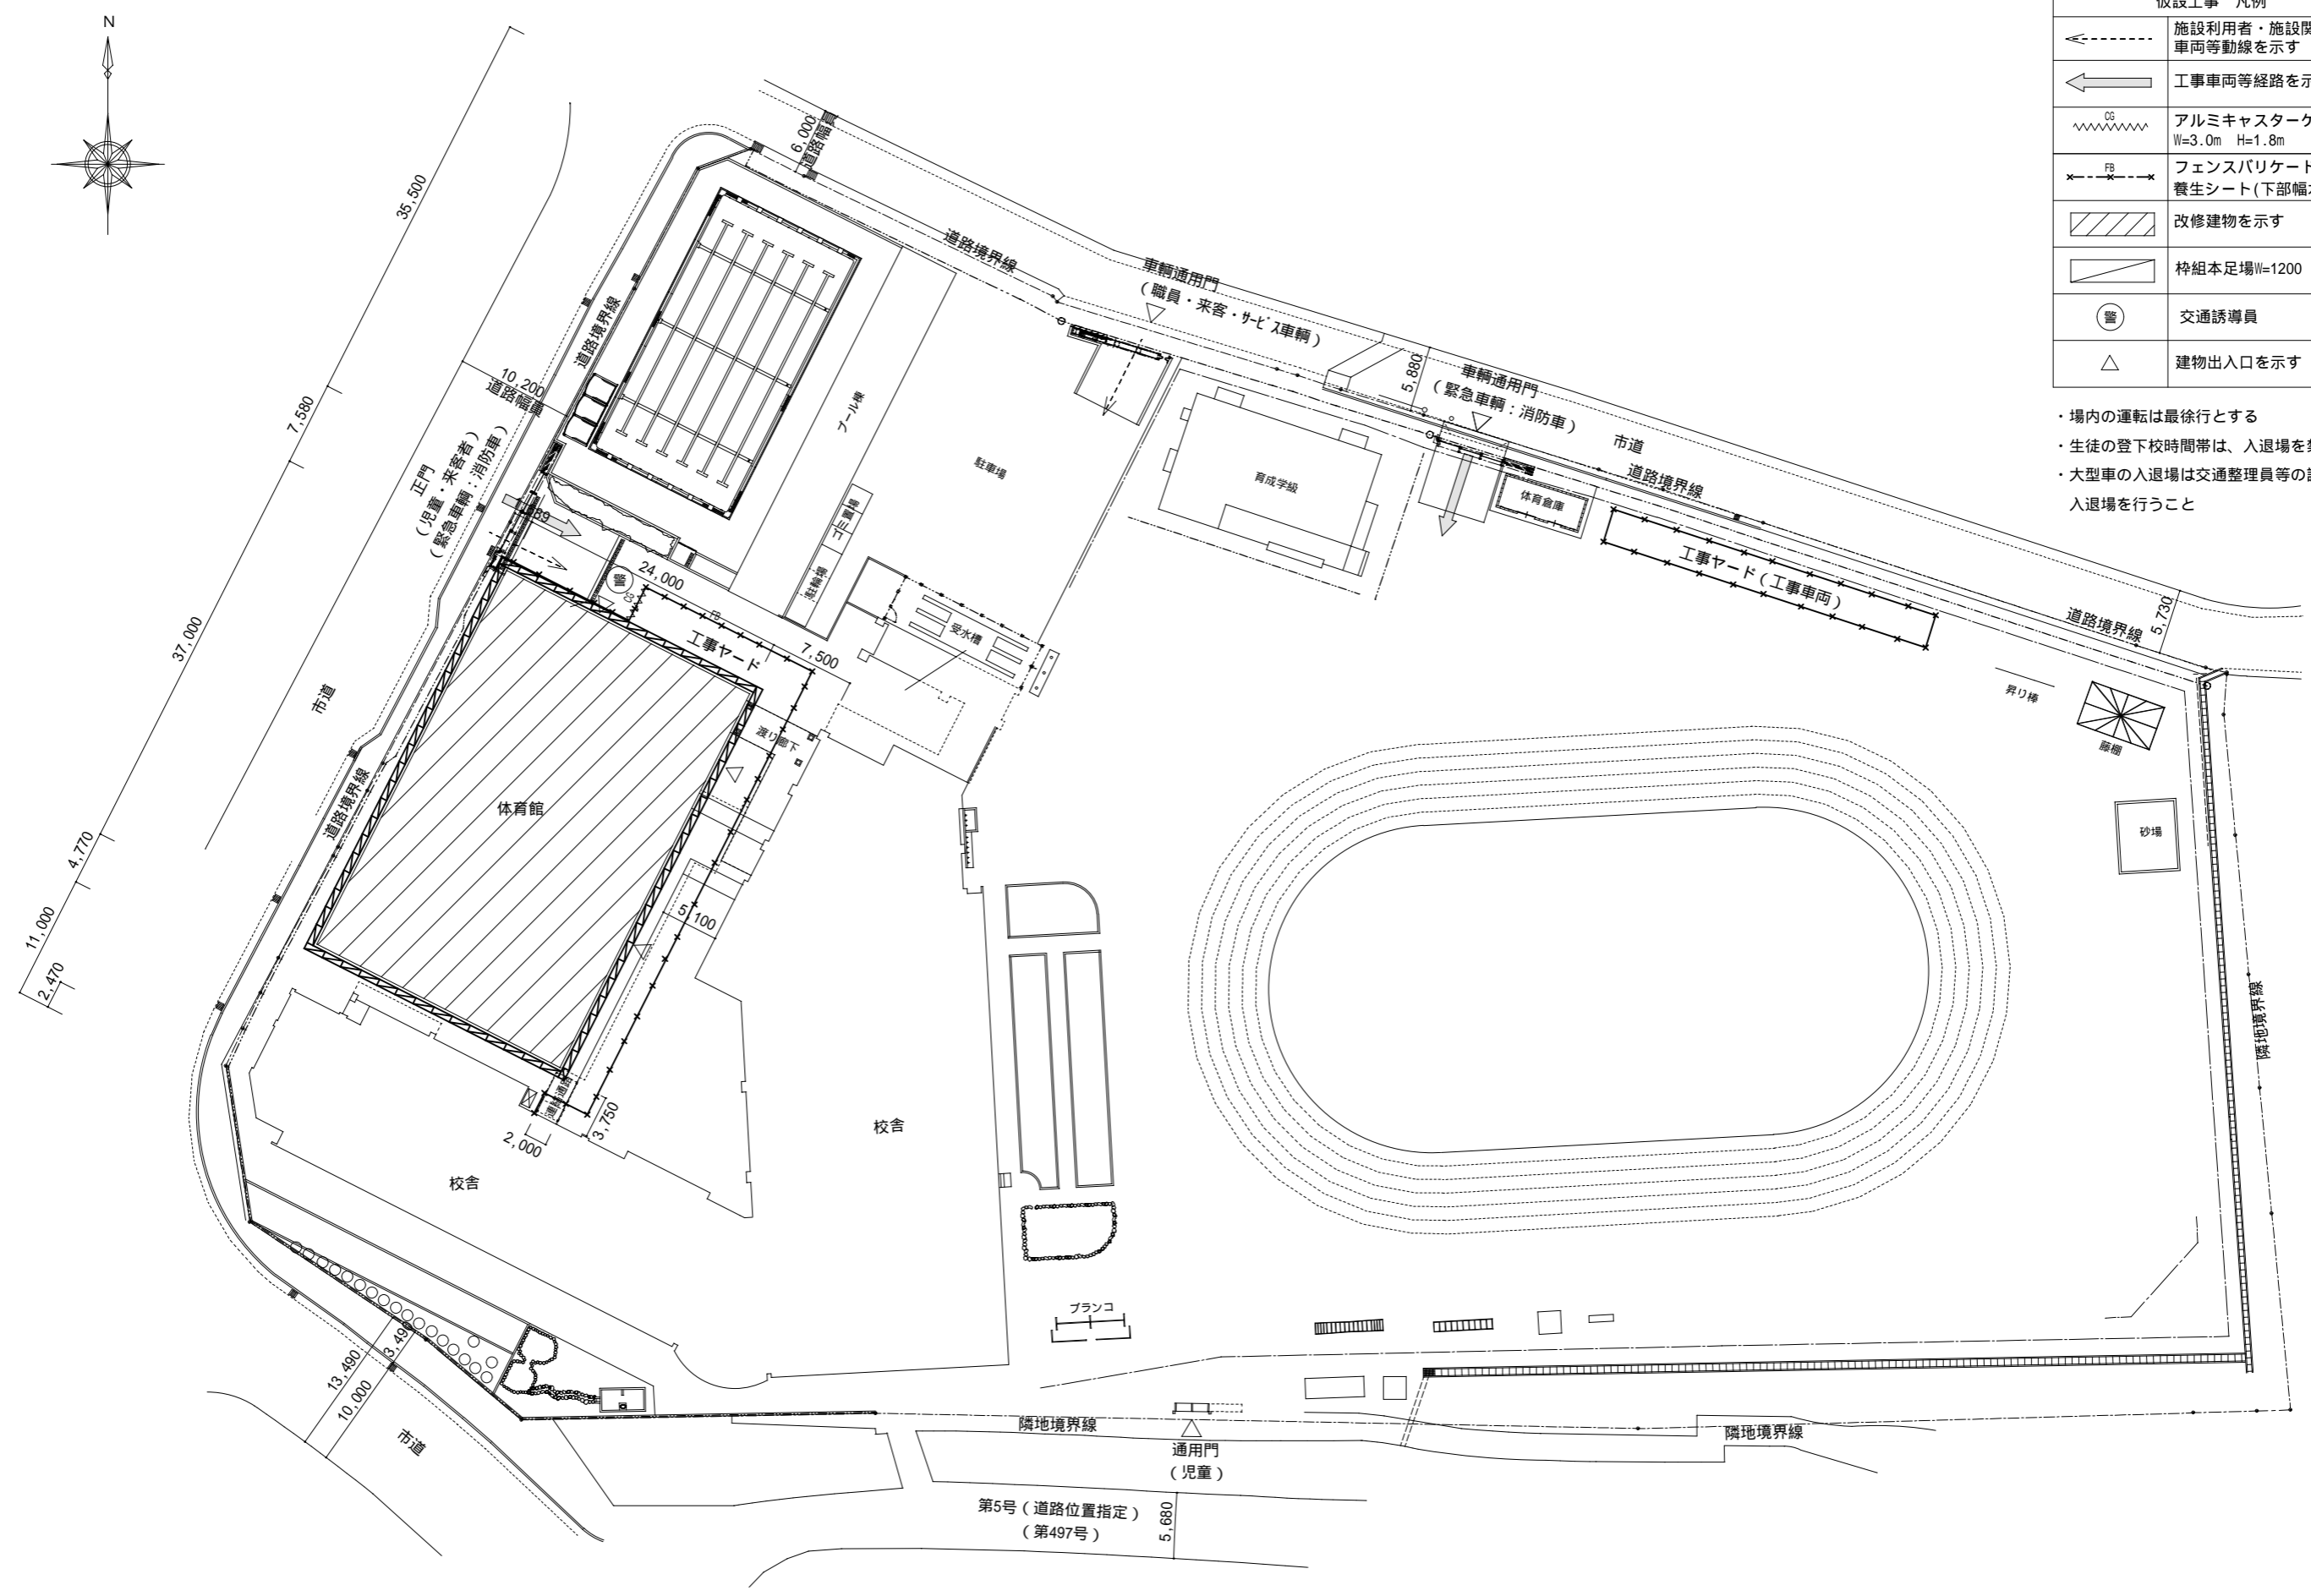 N
仮設工事 凡例
施設利用者・施設関
車両等動線を示す
工事車両等経路を示
CG
アルミキャスターゲ
W=3.0m H=1.8m
FB
フェンスバリケート
養生シート(下部幅木
改修建物を示す
枠組本足場W=1200
警
交通誘導員
建物出入口を示す
・場内の運転は最徐行とする
・生徒の登下校時間帯は、入退場を禁
・大型車の入退場は交通整理員等の誘
入退場を行うこと
6,000
道路幅員
35,500
道路境界線
車輌通用門
(職員・来客・サービス車輌)
道路境界線
10,200
道路幅員
プール棟
5,880
車輌通用門
(緊急車輌:消防車)
市道
道路境界線
7,580
正門
(児童・来客者)
(緊急車輌:消防車)
駐車場
育成学級
体育倉庫
ゴミ置場
駐輪場
24,000
警
CG
FB
工事ヤード
7,500
受水槽
工事ヤード(工事車両)
道路境界線
5,730
昇り棒
藤棚
37,000
市道
渡り廊下
体育館
道路境界線
砂場
4,770
11,000
2,470
5,100
隣地境界線
連絡通路
3,750
2,000
校舎
校舎
ブランコ
13,490
3,490
10,000
市道
隣地境界線
隣地境界線
通用門
(児童)
第5号(道路位置指定)
(第497号)
5,680